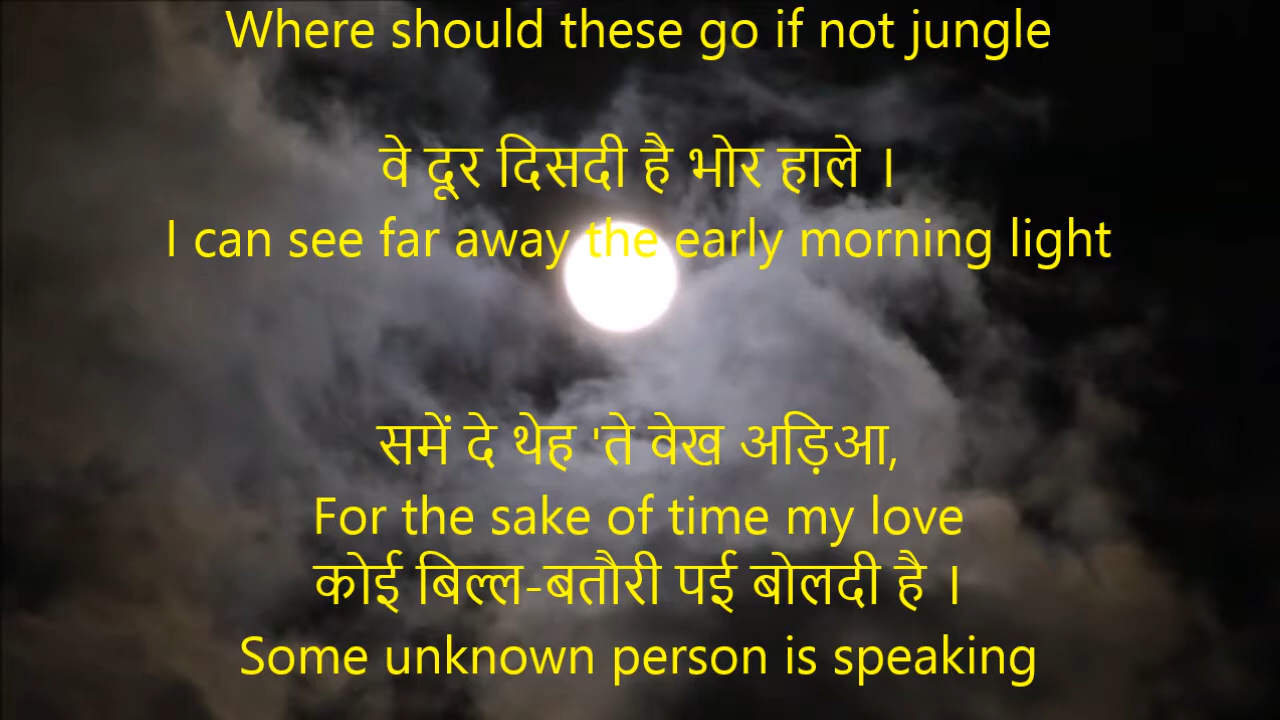 Where should these go if not jungle
वे दूर दिसदी है भोर हाले ।
I can see far away the early morning light
समें दे थेह 'ते वेख अड़िआ,
For the sake of time my love
कोई बिल्ल-बतौरी पई बोलदी है ।
Some unknown person is speaking